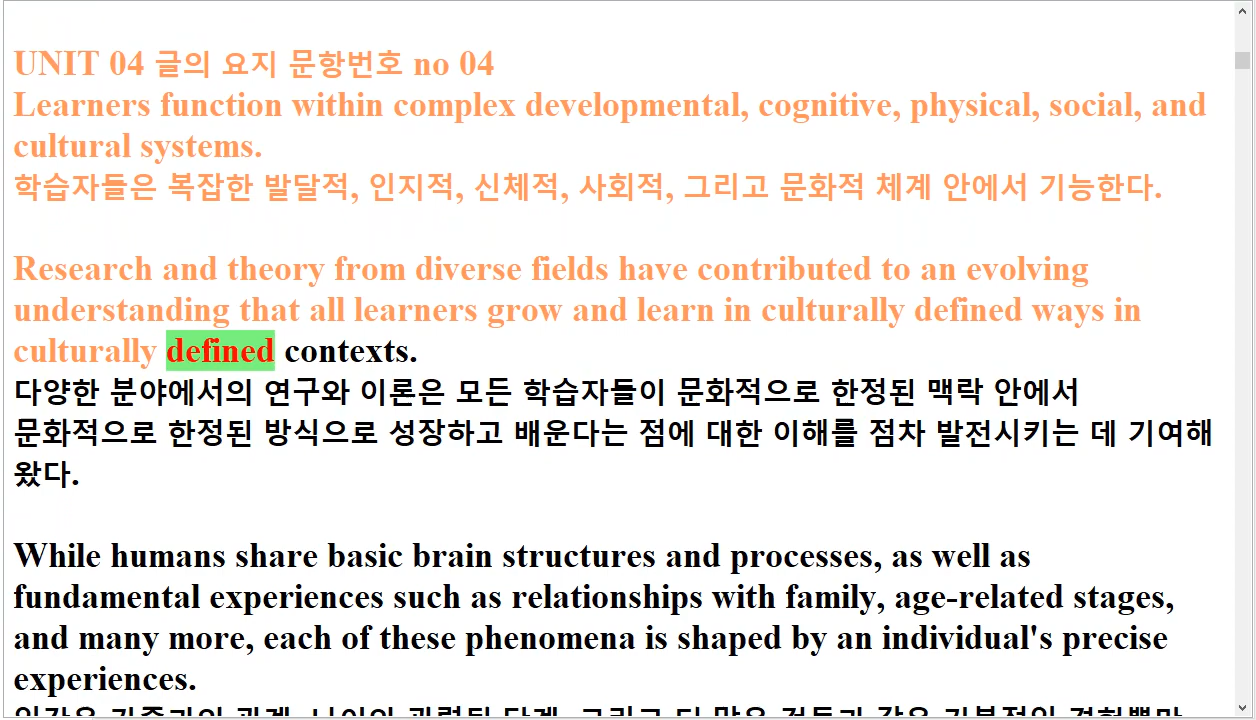 UNIT 04 글의 요지 문항번호 no 04
Learners function within complex developmental, cognitive, physical, social, and
cultural systems.
학습자들은 복잡한 발달적, 인지적, 신체적, 사회적, 그리고 문화적 체계 안에서 기능한다.
Research and theory from diverse fields have contributed to an evolving
understanding that all learners grow and learn in culturally defined ways in
culturally defined contexts.
다양한 분야에서의 연구와 이론은 모든 학습자들이 문화적으로 한정된 맥락 안에서
문화적으로 한정된 방식으로 성장하고 배운다는 점에 대한 이해를 점차 발전시키는 데 기여해
왔다.
While humans share basic brain structures and processes, as well as
fundamental experiences such as relationships with family, age-related stages,
and many more, each of these phenomena is shaped by an individual's precise
experiences.